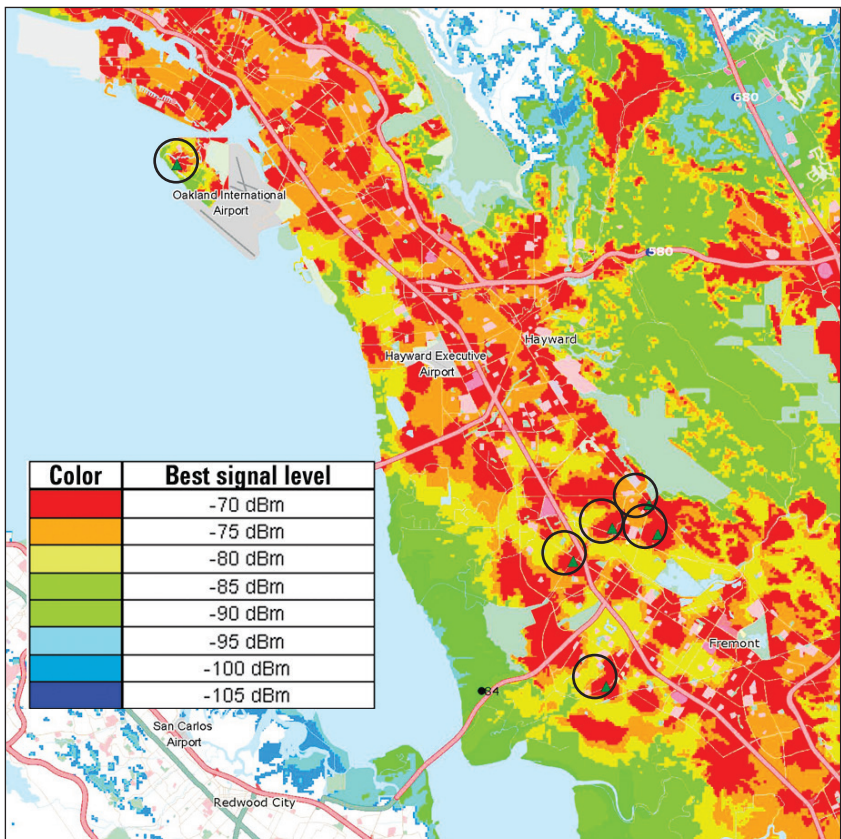 680
Oakland International
Airport
580
Hayward
Hayward Executive
Airport
Color Best signal level
-70 dBm
-75 dBm
-80 dBm
-85 dBm
-90 dBm
-95 dBm
-100 dBm
-105 dBm
Fremont
84
San Carlos
Airport
Redwood City